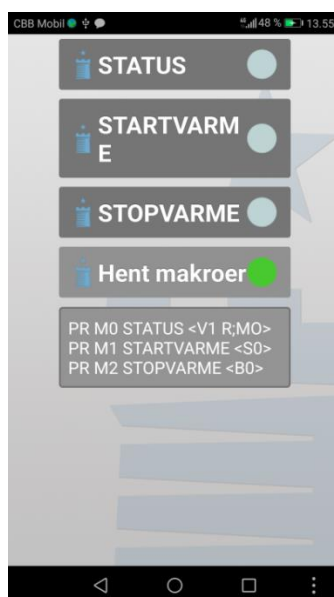 CBB Mobil
48 %
13.55
STATUS
STARTVARM
E
STOPVARME
Hent makroer
PR M0 STATUS <V1 R;MO>
PR M1 STARTVARME <S0>
PR M2 STOPVARME <B0>